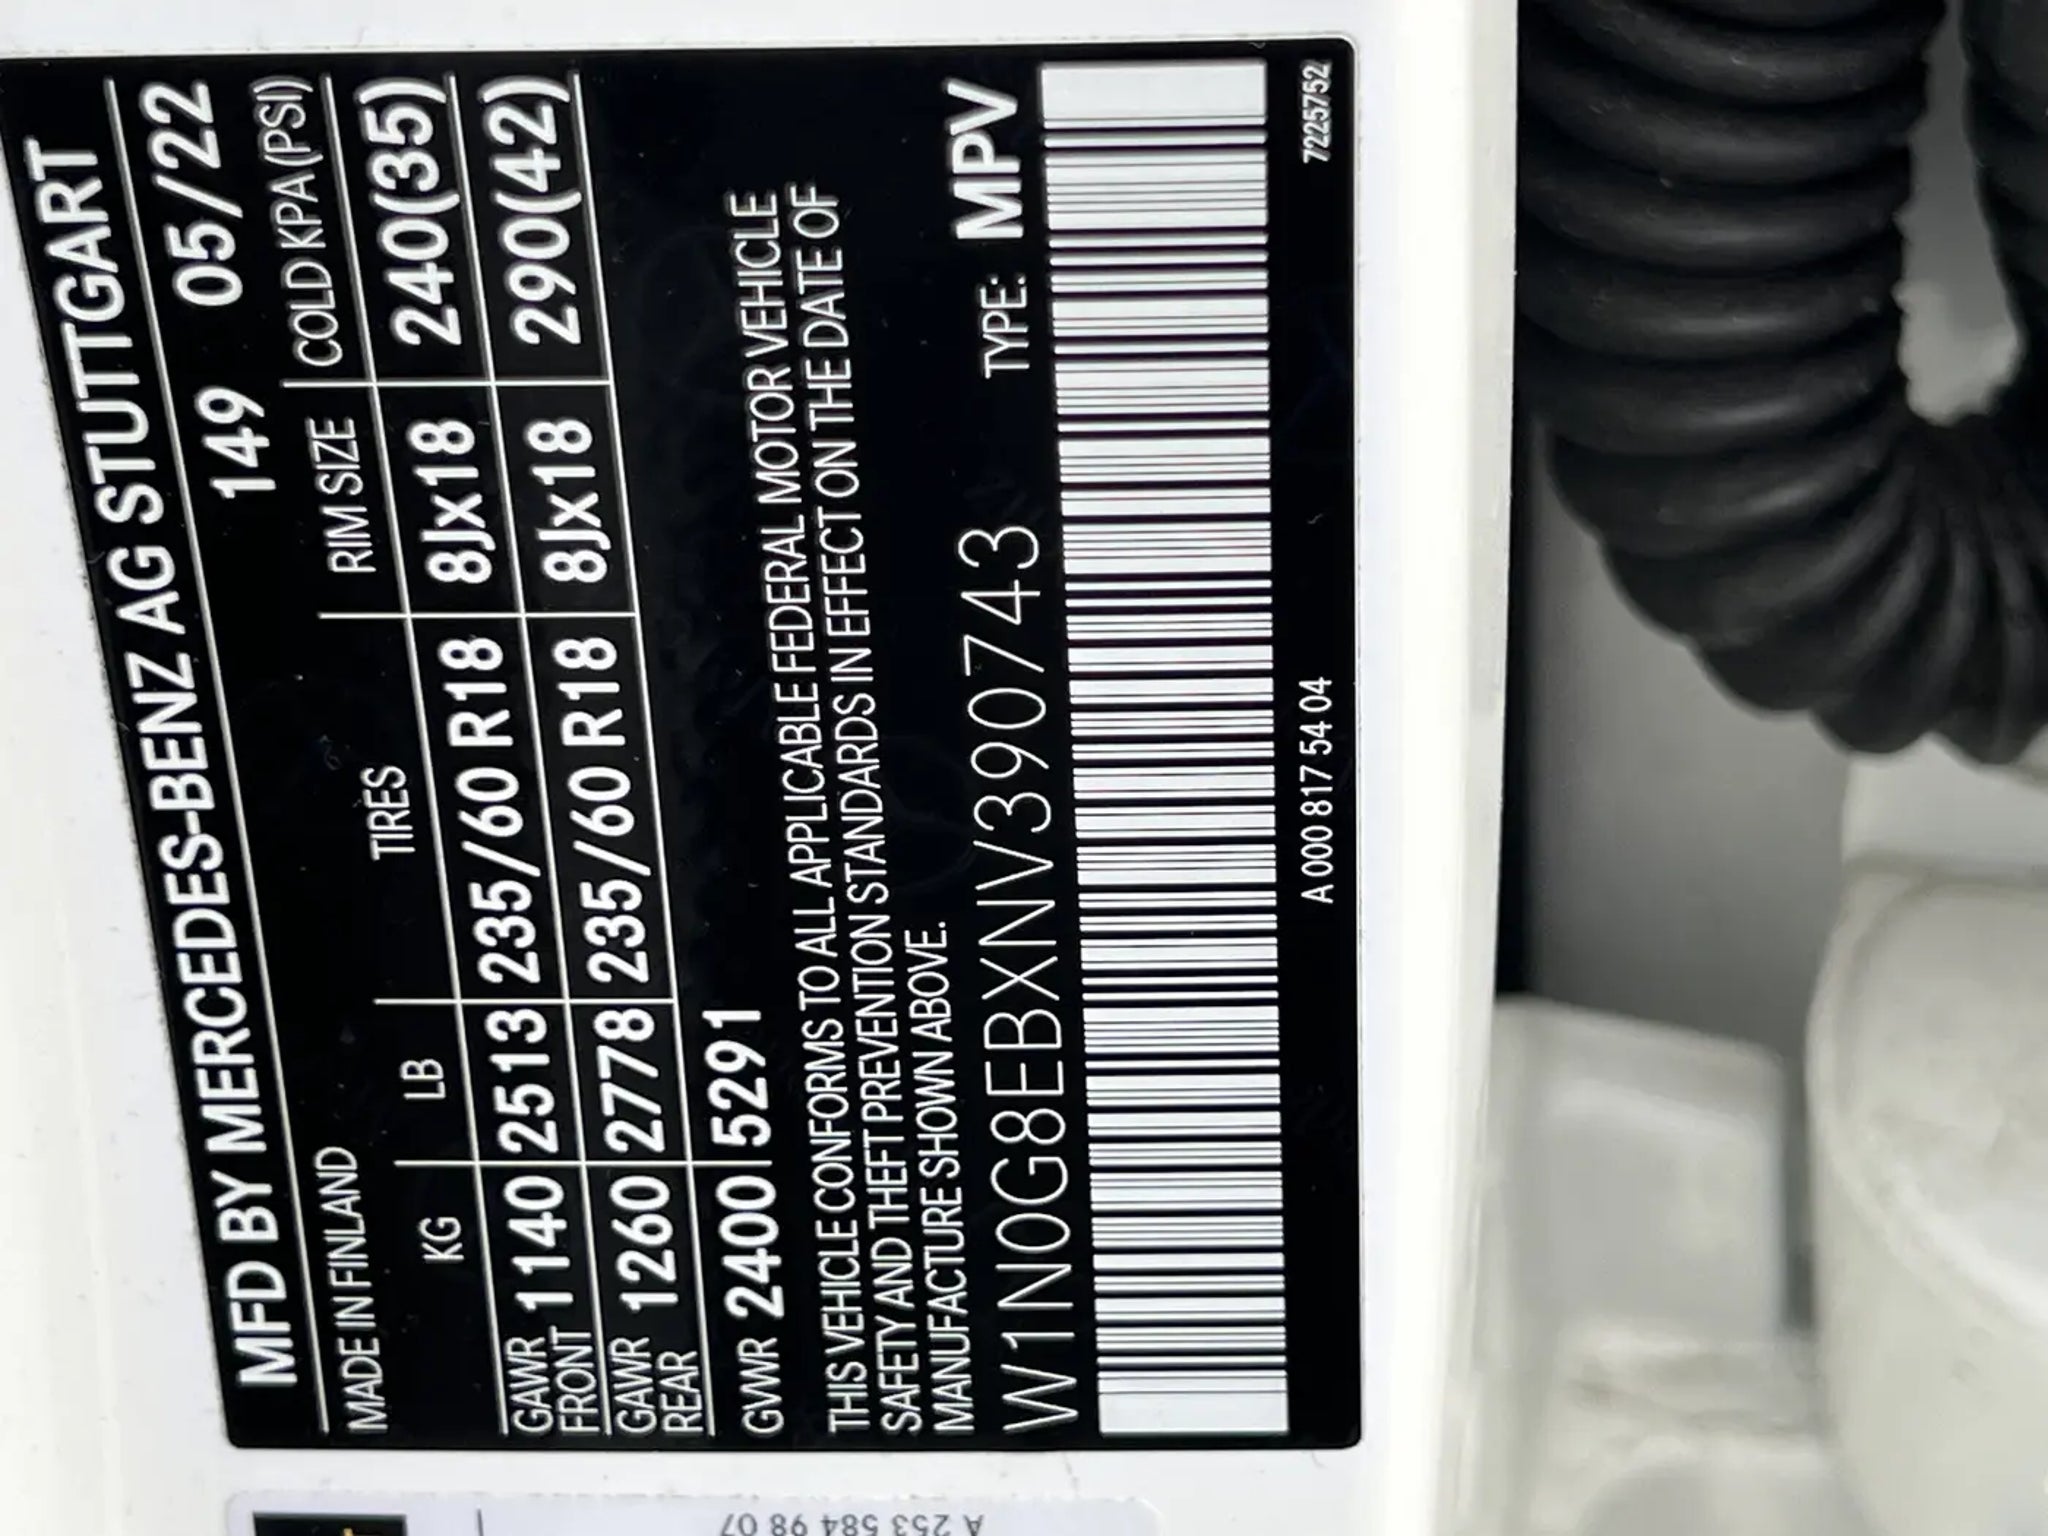 MFD BY MERCEDES-BENZ AG STUTTGART
MADE IN FINLAND 149 05/22
KG LB TIRES RIM SIZE COLD KPA(PSI)
GAWR FRONT 1140 2513 235/60 R18 8Jx18 240(35)
GAWR REAR 1260 2778 235/60 R18 8Jx18 290(42)
GVWR 2400 5291
THIS VEHICLE CONFORMS TO ALL APPLICABLE FEDERAL MOTOR VEHICLE
SAFETY AND THEFT PREVENTION STANDARDS IN EFFECT ON THE DATE OF
MANUFACTURE SHOWN ABOVE.
W1N0G8EBXNV390743 TYPE: MPV
A 000 817 54 04 7225752
A 253 584 98 07